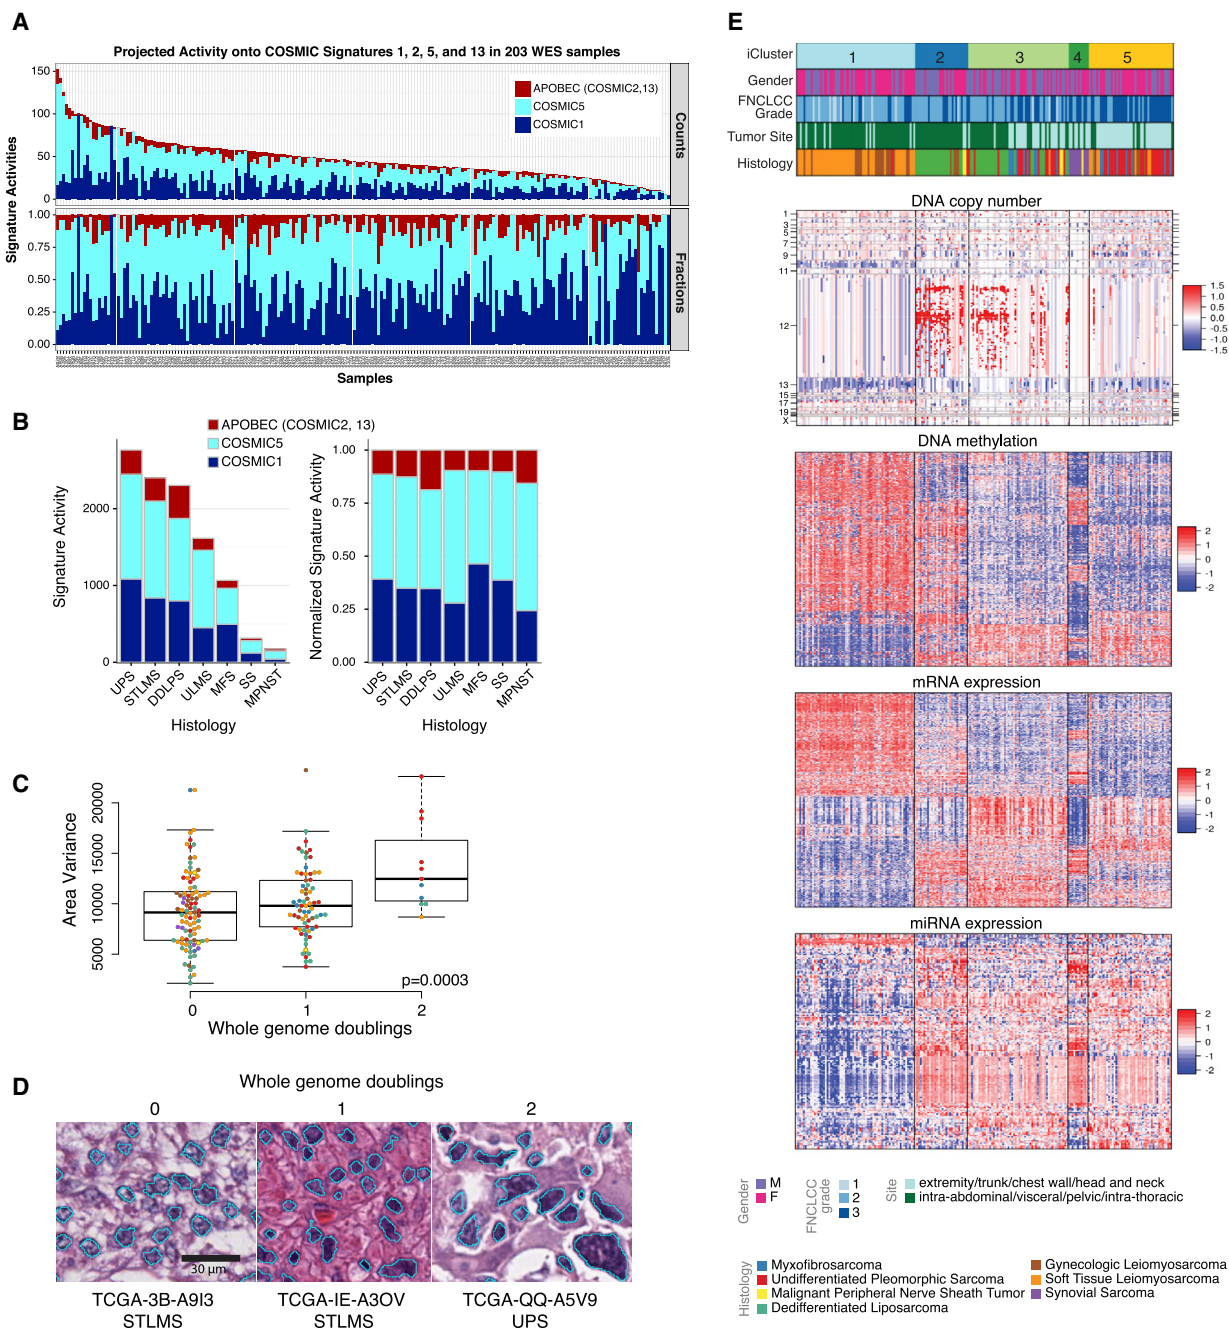 A
Projected Activity onto COSMIC Signatures 1, 2, 5, and 13 in 203 WES samples
Signature Activities
150
100
50
0
APOBEC (COSMIC2,13)
COSMIC5
COSMIC1
Counts
1.00
0.75
0.50
0.25
0.00
Fractions
Samples
B
APOBEC (COSMIC2, 13)
COSMIC5
COSMIC1
Signature Activity
2000
1000
0
UPS
STLMS
DDLPS
ULMS
MFS
SS
MPNST
Histology
Normalized Signature Activity
1.00
0.75
0.50
0.25
0.00
UPS
STLMS
DDLPS
ULMS
MFS
SS
MPNST
Histology
C
Area Variance
20000
15000
10000
5000
p=0.0003
0 1 2
Whole genome doublings
D
Whole genome doublings
0 1 2
30 µm
TCGA-3B-A9I3
STLMS
TCGA-IE-A3OV
STLMS
TCGA-QQ-A5V9
UPS
E
iCluster
1 2 3 4 5
Gender
FNCLCC
Grade
Tumor Site
Histology
DNA copy number
1
3
5
7
9
11
12
13
15
17
19
X
1.5
1.0
0.5
0.0
-0.5
-1.0
-1.5
DNA methylation
2
1
0
-1
-2
mRNA expression
2
1
0
-1
-2
miRNA expression
2
1
0
-1
-2
Gender
M
F
FNCLCC
grade
1
2
3
Site
extremity/trunk/chest wall/head and neck
intra-abdominal/visceral/pelvic/intra-thoracic
Histology
Myxofibrosarcoma
Undifferentiated Pleomorphic Sarcoma
Malignant Peripheral Nerve Sheath Tumor
Dedifferentiated Liposarcoma
Gynecologic Leiomyosarcoma
Soft Tissue Leiomyosarcoma
Synovial Sarcoma